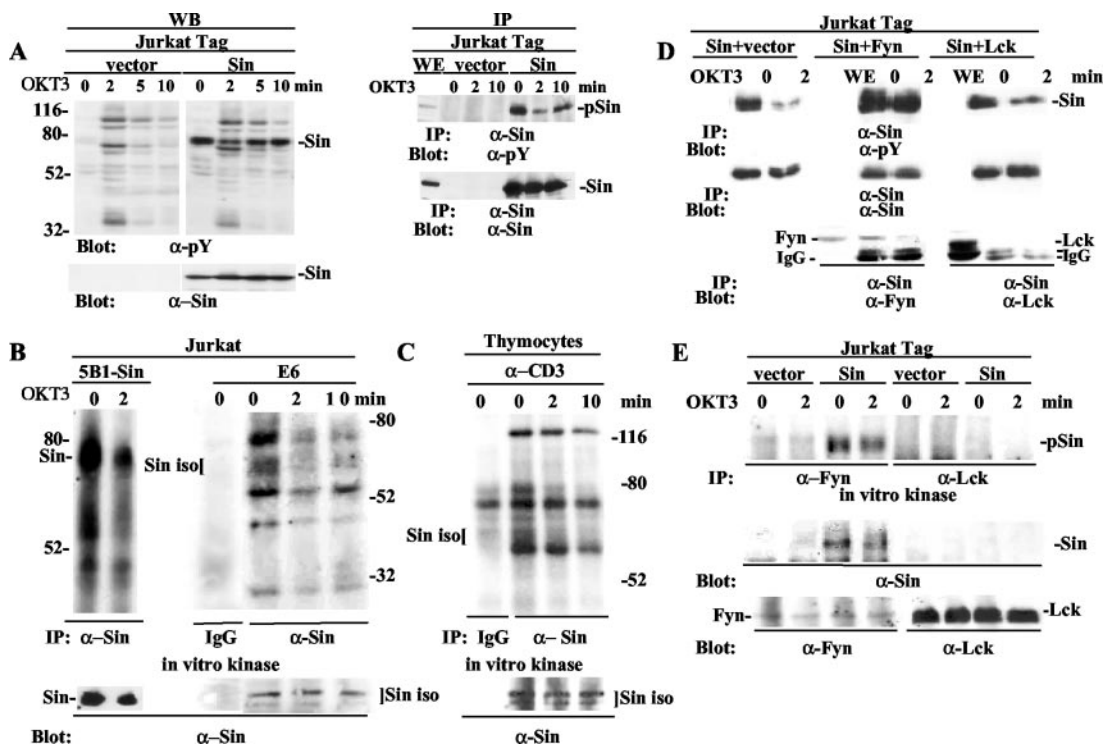 A
WB
Jurkat Tag
vector Sin
OKT3 0 2 5 10 0 2 5 10 min
116-
80-
-Sin
52-
32-
Blot: α-pY
-Sin
Blot: α–Sin
IP
Jurkat Tag
WE vector Sin
OKT3 0 2 10 0 2 10 min
-pSin
IP: α-Sin
Blot: α-pY
-Sin
IP: α-Sin
Blot: α-Sin
B
Jurkat
5B1-Sin E6
OKT3 0 2 0 0 2 1 0 min
80-
Sin-
Sin iso[
52-
-80
-52
-32
IP: α–Sin IgG α-Sin
in vitro kinase
Sin- ]Sin iso
Blot: α–Sin
C
Thymocytes
α–CD3
0 0 2 10 min
-116
-80
Sin iso[
-52
IP: IgG α– Sin
in vitro kinase
]Sin iso
α-Sin
D
Jurkat Tag
Sin+vector Sin+Fyn Sin+Lck
OKT3 0 2 WE 0 2 WE 0 2 min
-Sin
IP: α-Sin
Blot: α-pY
IP: α-Sin
Blot: α-Sin
Fyn – -Lck
IgG – =IgG
IP: α-Sin α-Sin
Blot: α-Fyn α-Lck
E
Jurkat Tag
vector Sin vector Sin
OKT3 0 2 0 2 0 2 0 2 min
-pSin
IP: α–Fyn α-Lck
in vitro kinase
-Sin
Blot: α-Sin
Fyn- -Lck
Blot: α-Fyn α-Lck